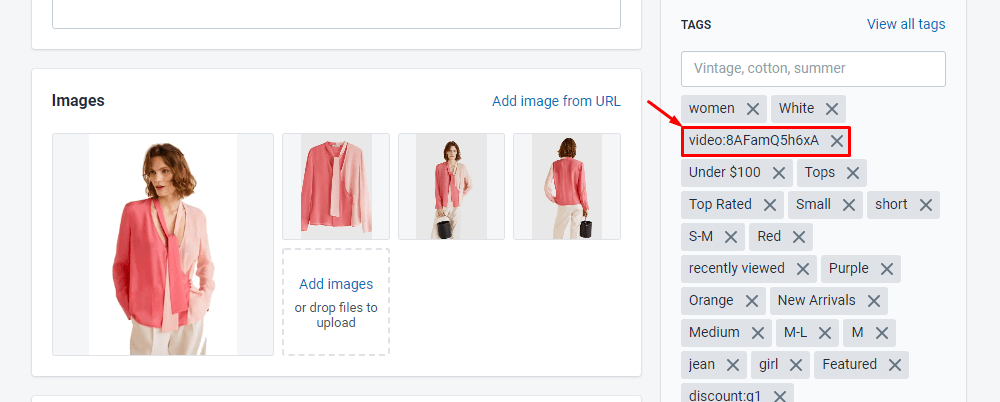 Images
Add image from URL
Add images
or drop files to
upload
TAGS
View all tags
Vintage, cotton, summer
women
White
video:8AFamQ5h6xA
Under $100
Tops
Top Rated
Small
short
S-M
Red
recently viewed
Purple
Orange
New Arrivals
Medium
M-L
M
jean
girl
Featured
discount:g1